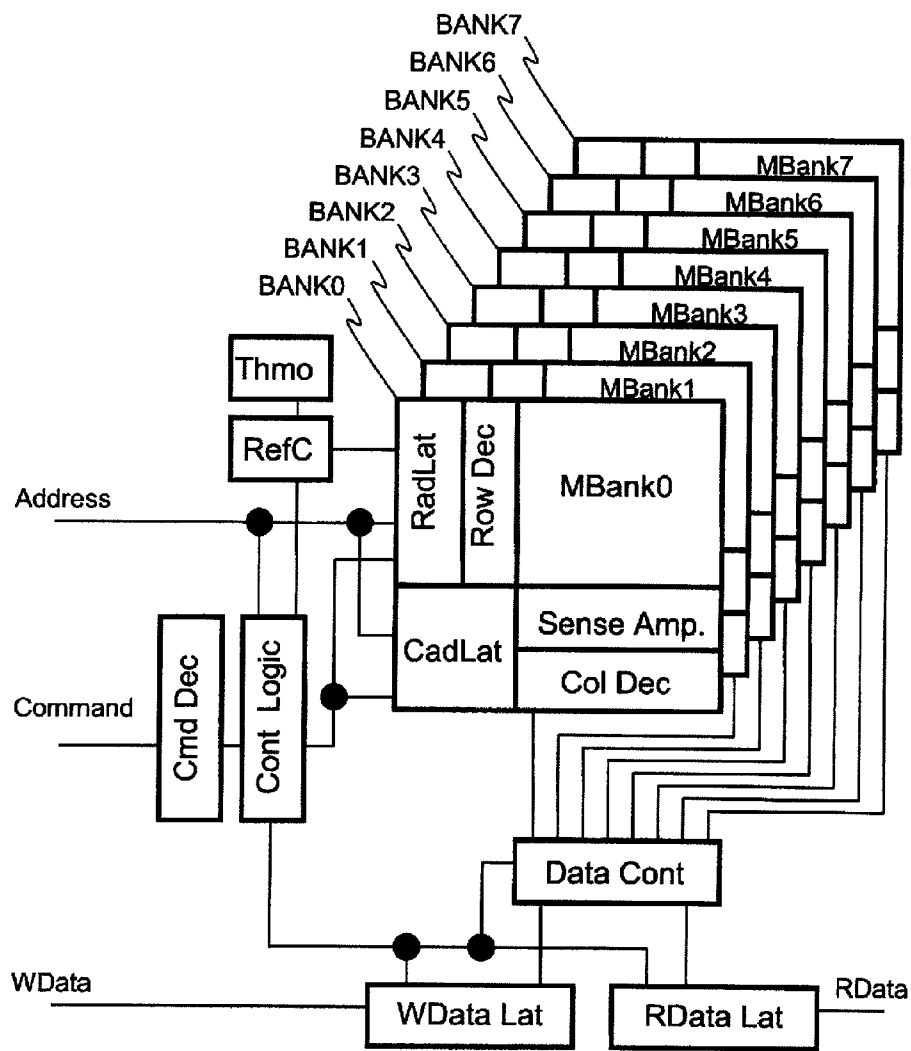 BANK7
BANK6
BANK5
BANK4
BANK3
BANK2
BANK1
BANK0
MBank7
MBank6
MBank5
MBank4
MBank3
MBank2
MBank1
Thmo
RefC
RadLat
Row Dec
MBank0
Address
CadLat
Sense Amp.
Col Dec
Command
Cmd Dec
Cont Logic
Data Cont
WData
WData Lat
RData Lat
RData